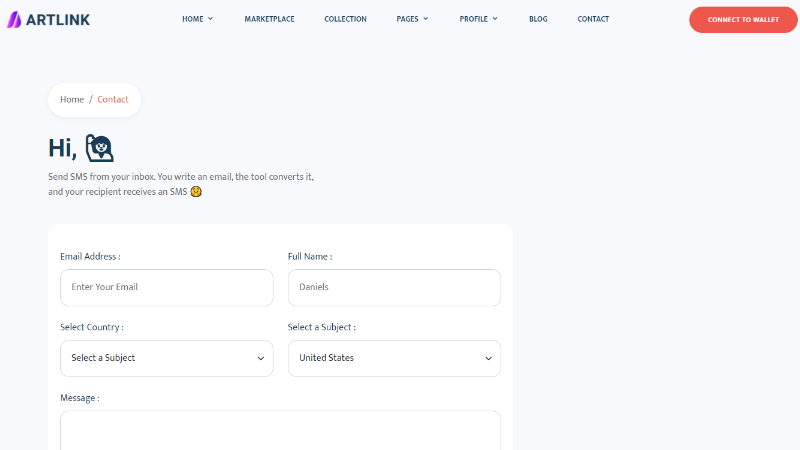 ARTLINK HOME MARKETPLACE COLLECTION PAGES PROFILE BLOG CONTACT CONNECT TO WALLET
Home / Contact
Hi,
Send SMS from your inbox. You write an email, the tool converts it,
and your recipient receives an SMS
Email Address : Full Name :
Enter Your Email Daniels
Select Country : Select a Subject :
Select a Subject United States
Message :